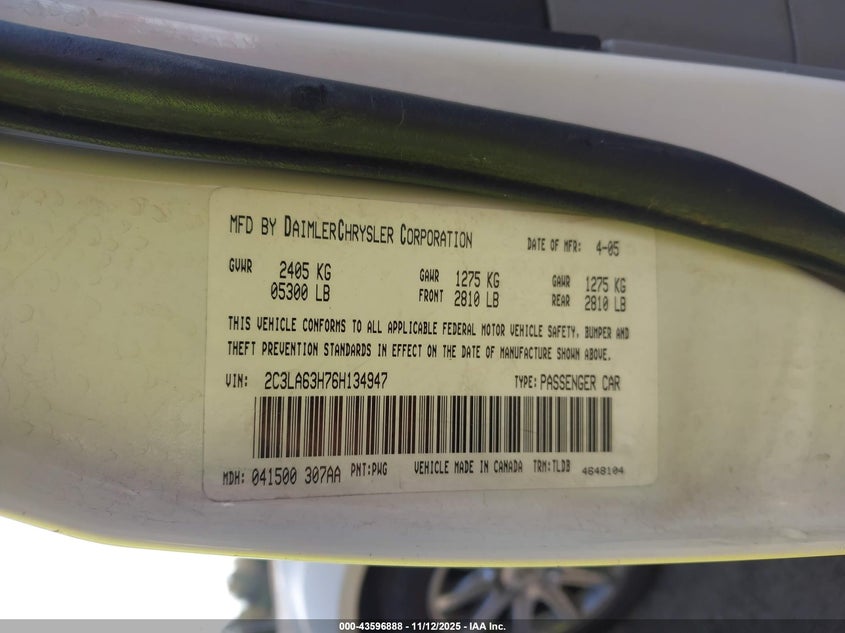 MFD BY DAIMLERCHRYSLER CORPORATION DATE OF MFR: 4-05
GVWR 2405 KG GAWR 1275 KG GAWR 1275 KG
05300 LB FRONT 2810 LB REAR 2810 LB
THIS VEHICLE CONFORMS TO ALL APPLICABLE FEDERAL MOTOR VEHICLE SAFETY, BUMPER AND
THEFT PREVENTION STANDARDS IN EFFECT ON THE DATE OF MANUFACTURE SHOWN ABOVE.
VIN: 2C3LA63H76H134947 TYPE: PASSENGER CAR
MDH: 041500 307AA PNT: PWG VEHICLE MADE IN CANADA TRM: TLDB 4648104
000-43596888 - 11/12/2025 - IAA Inc.